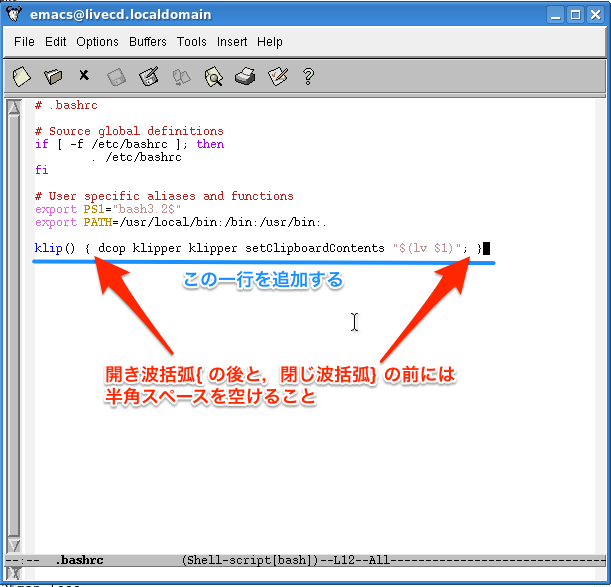 emacs@livecd.localdomain
File Edit Options Buffers Tools Insert Help
# .bashrc
# Source global definitions
if [ -f /etc/bashrc ]; then
. /etc/bashrc
fi
# User specific aliases and functions
export PS1="bash3.2$"
export PATH=/usr/local/bin:/bin:/usr/bin:.
klip() { dcop klipper klipper setClipboardContents "$(lv $1)"; }
この一行を追加する
開き波括弧{ の後と，閉じ波括弧} の前には
半角スペースを空けること
--:-- .bashrc (Shell-script[bash])--L12--All